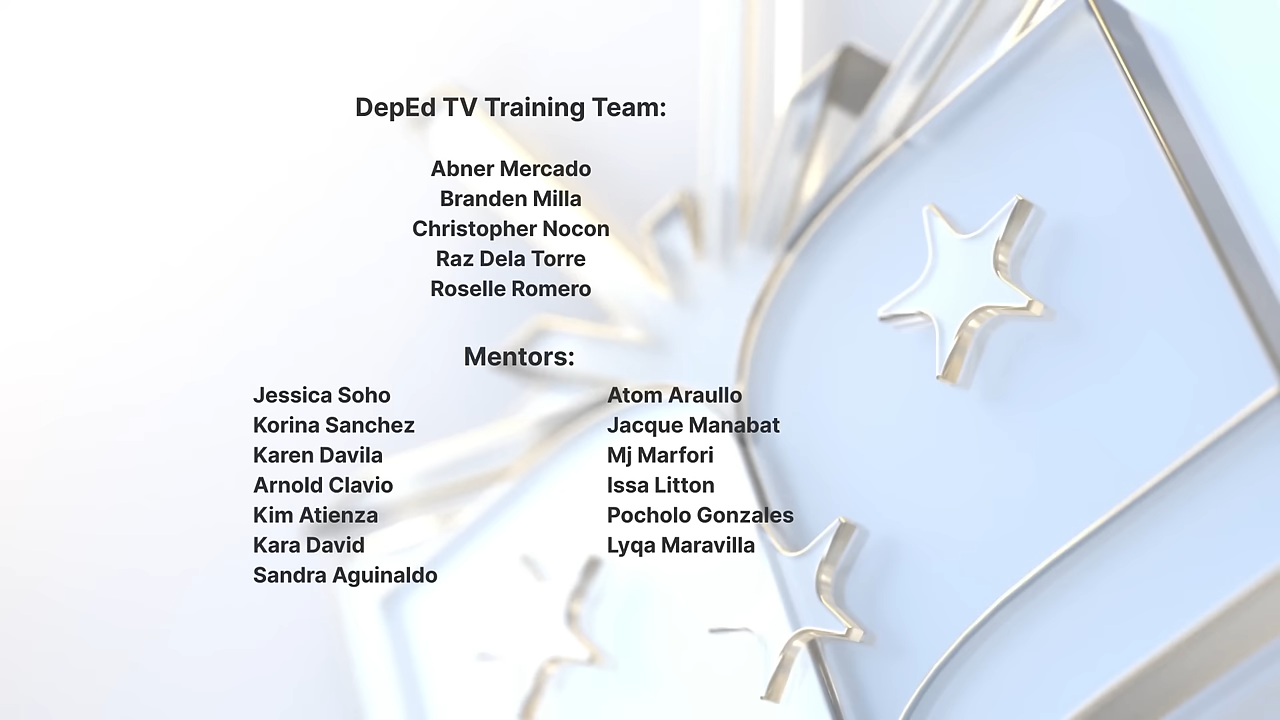 DepEd TV Training Team:
Abner Mercado
Branden Milla
Christopher Nocon
Raz Dela Torre
Roselle Romero
Mentors:
Jessica Soho
Korina Sanchez
Karen Davila
Arnold Clavio
Kim Atienza
Kara David
Sandra Aguinaldo
Atom Araullo
Jacque Manabat
Mj Marfori
Issa Litton
Pocholo Gonzales
Lyqa Maravilla